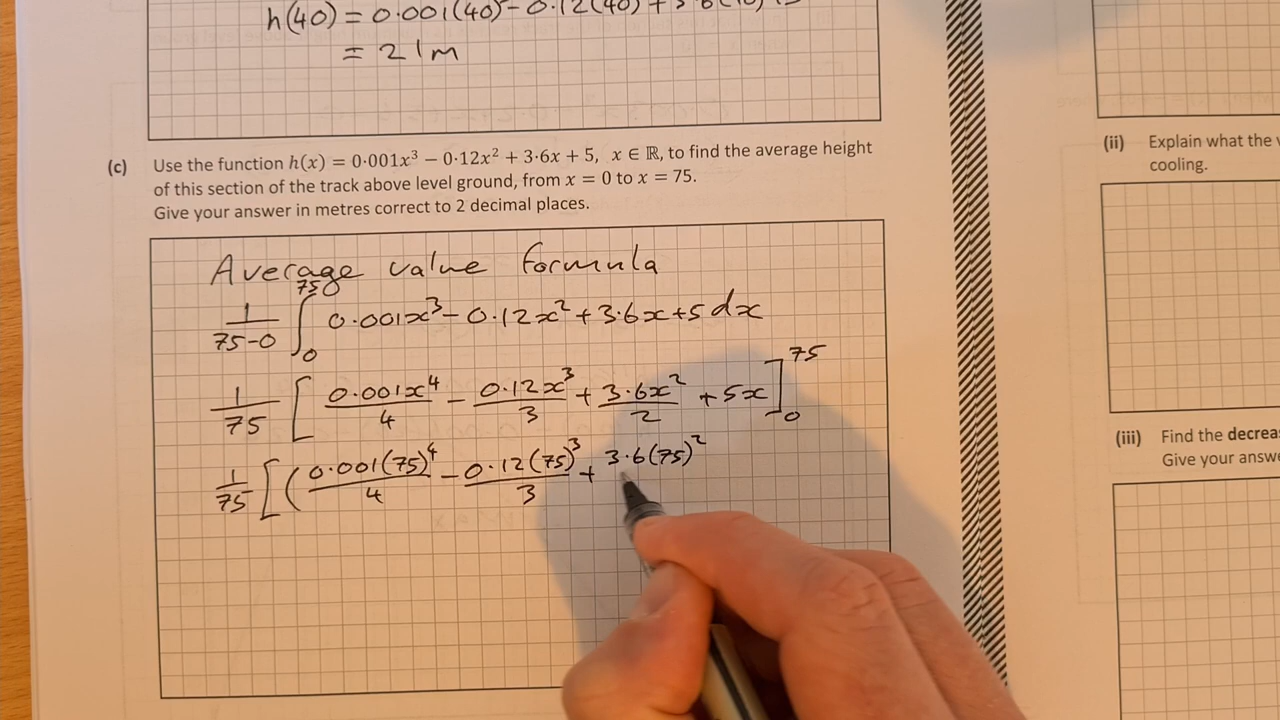 h(40) = 0·001(40) - 0·12(40)
= 21m
(c) Use the function h(x) = 0·001x³ − 0·12x² + 3·6x + 5, x ∈ ℝ, to find the average height
of this section of the track above level ground, from x = 0 to x = 75.
Give your answer in metres correct to 2 decimal places.
Average value formula
1/(75-0) ∫₀⁷⁵ 0·001x³ - 0·12x² + 3·6x + 5 dx
1/75 [ 0·001x⁴/4 - 0·12x³/3 + 3·6x²/2 + 5x ]₀⁷⁵
1/75 [ ( 0·001(75)⁴/4 - 0·12(75)³/3 + 3·6(75)²
(ii) Explain what the
cooling.
(iii) Find the decrea
Give your answe